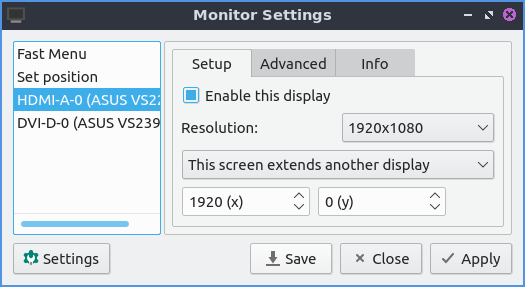 Monitor Settings
Fast Menu
Set position
HDMI-A-0 (ASUS VS22
DVI-D-0 (ASUS VS239
Setup
Advanced
Info
Enable this display
Resolution:
1920x1080
This screen extends another display
1920 (x)
0 (y)
Settings
Save
Close
Apply